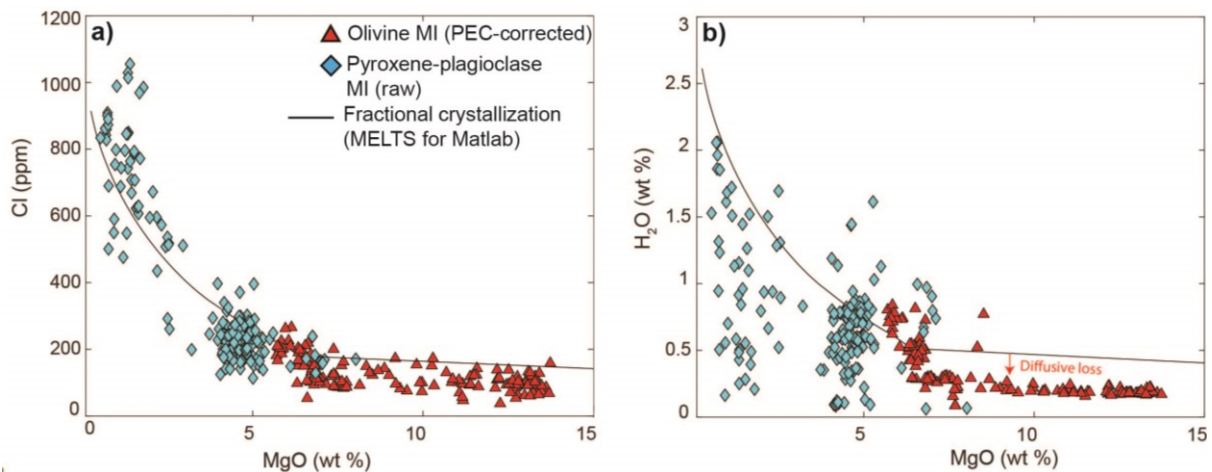 a)
1200
1000
800
600
400
200
0
Cl (ppm)
0
5
10
15
MgO (wt %)
Olivine MI (PEC-corrected)
Pyroxene-plagioclase
MI (raw)
Fractional crystallization
(MELTS for Matlab)
b)
3
2.5
2
1.5
1
0.5
0
H₂O (wt %)
Diffusive loss
5
10
15
MgO (wt %)